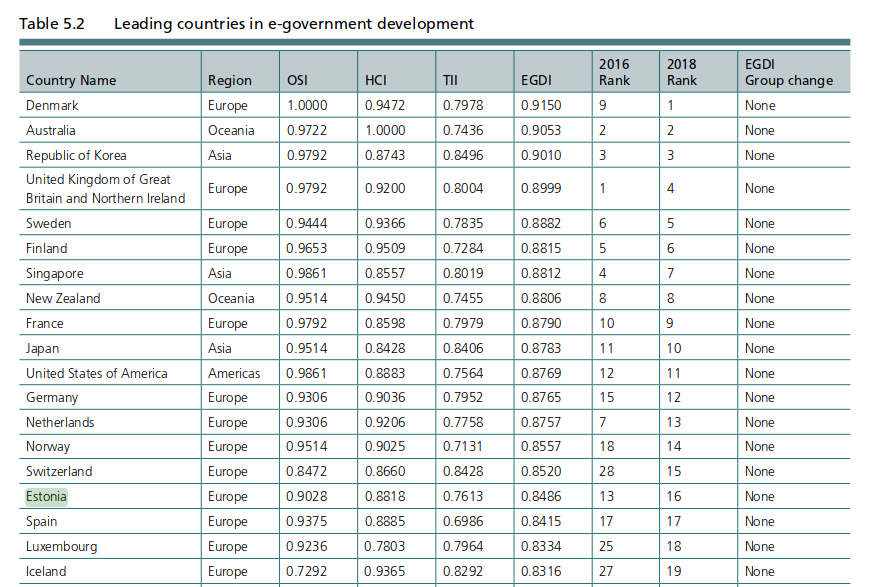 Table 5.2 Leading countries in e-government development
Country Name Region OSI HCI TII EGDI 2016 Rank 2018 Rank EGDI Group change
Denmark Europe 1.0000 0.9472 0.7978 0.9150 9 1 None
Australia Oceania 0.9722 1.0000 0.7436 0.9053 2 2 None
Republic of Korea Asia 0.9792 0.8743 0.8496 0.9010 3 3 None
United Kingdom of Great Britain and Northern Ireland Europe 0.9792 0.9200 0.8004 0.8999 1 4 None
Sweden Europe 0.9444 0.9366 0.7835 0.8882 6 5 None
Finland Europe 0.9653 0.9509 0.7284 0.8815 5 6 None
Singapore Asia 0.9861 0.8557 0.8019 0.8812 4 7 None
New Zealand Oceania 0.9514 0.9450 0.7455 0.8806 8 8 None
France Europe 0.9792 0.8598 0.7979 0.8790 10 9 None
Japan Asia 0.9514 0.8428 0.8406 0.8783 11 10 None
United States of America Americas 0.9861 0.8883 0.7564 0.8769 12 11 None
Germany Europe 0.9306 0.9036 0.7952 0.8765 15 12 None
Netherlands Europe 0.9306 0.9206 0.7758 0.8757 7 13 None
Norway Europe 0.9514 0.9025 0.7131 0.8557 18 14 None
Switzerland Europe 0.8472 0.8660 0.8428 0.8520 28 15 None
Estonia Europe 0.9028 0.8818 0.7613 0.8486 13 16 None
Spain Europe 0.9375 0.8885 0.6986 0.8415 17 17 None
Luxembourg Europe 0.9236 0.7803 0.7964 0.8334 25 18 None
Iceland Europe 0.7292 0.9365 0.8292 0.8316 27 19 None